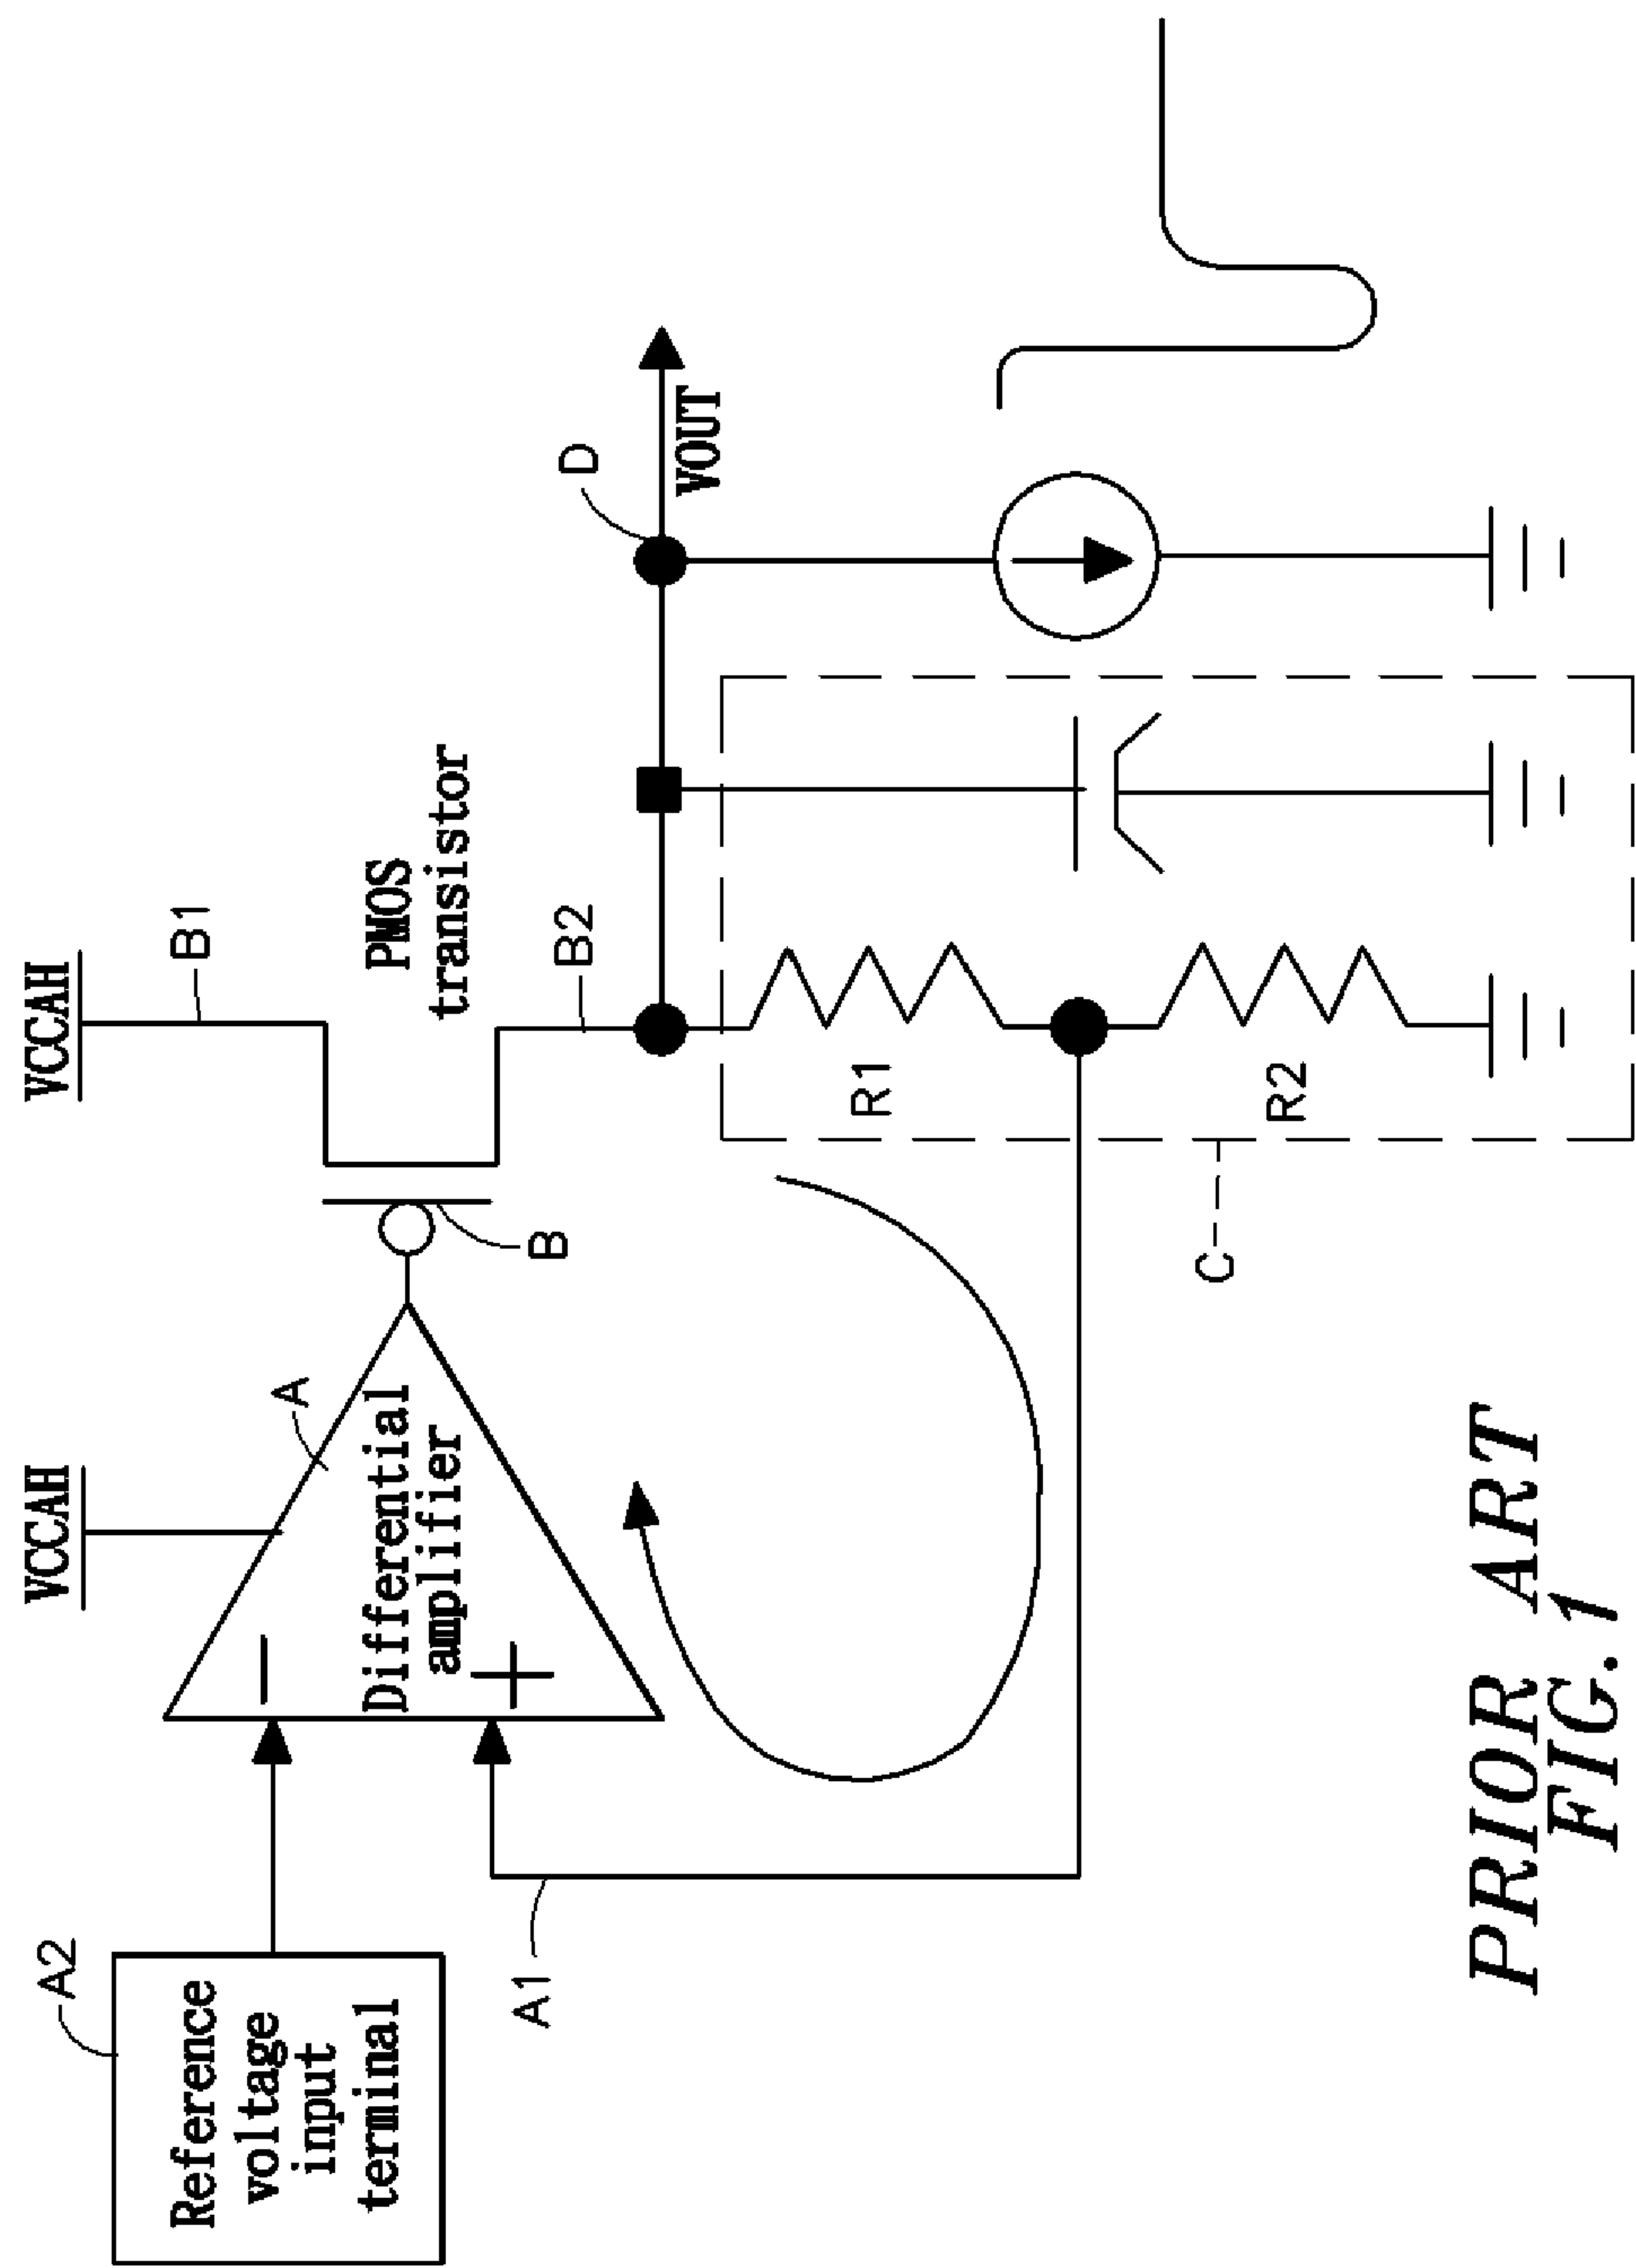 VCCAH
VCCAH
B1
A2
A
PMOS
transistor
Reference
voltage
input
terminal
−
Differential
amplifier
+
B
B2
D
VOUT
A1
R1
C
R2
PRIOR ART
FIG.1